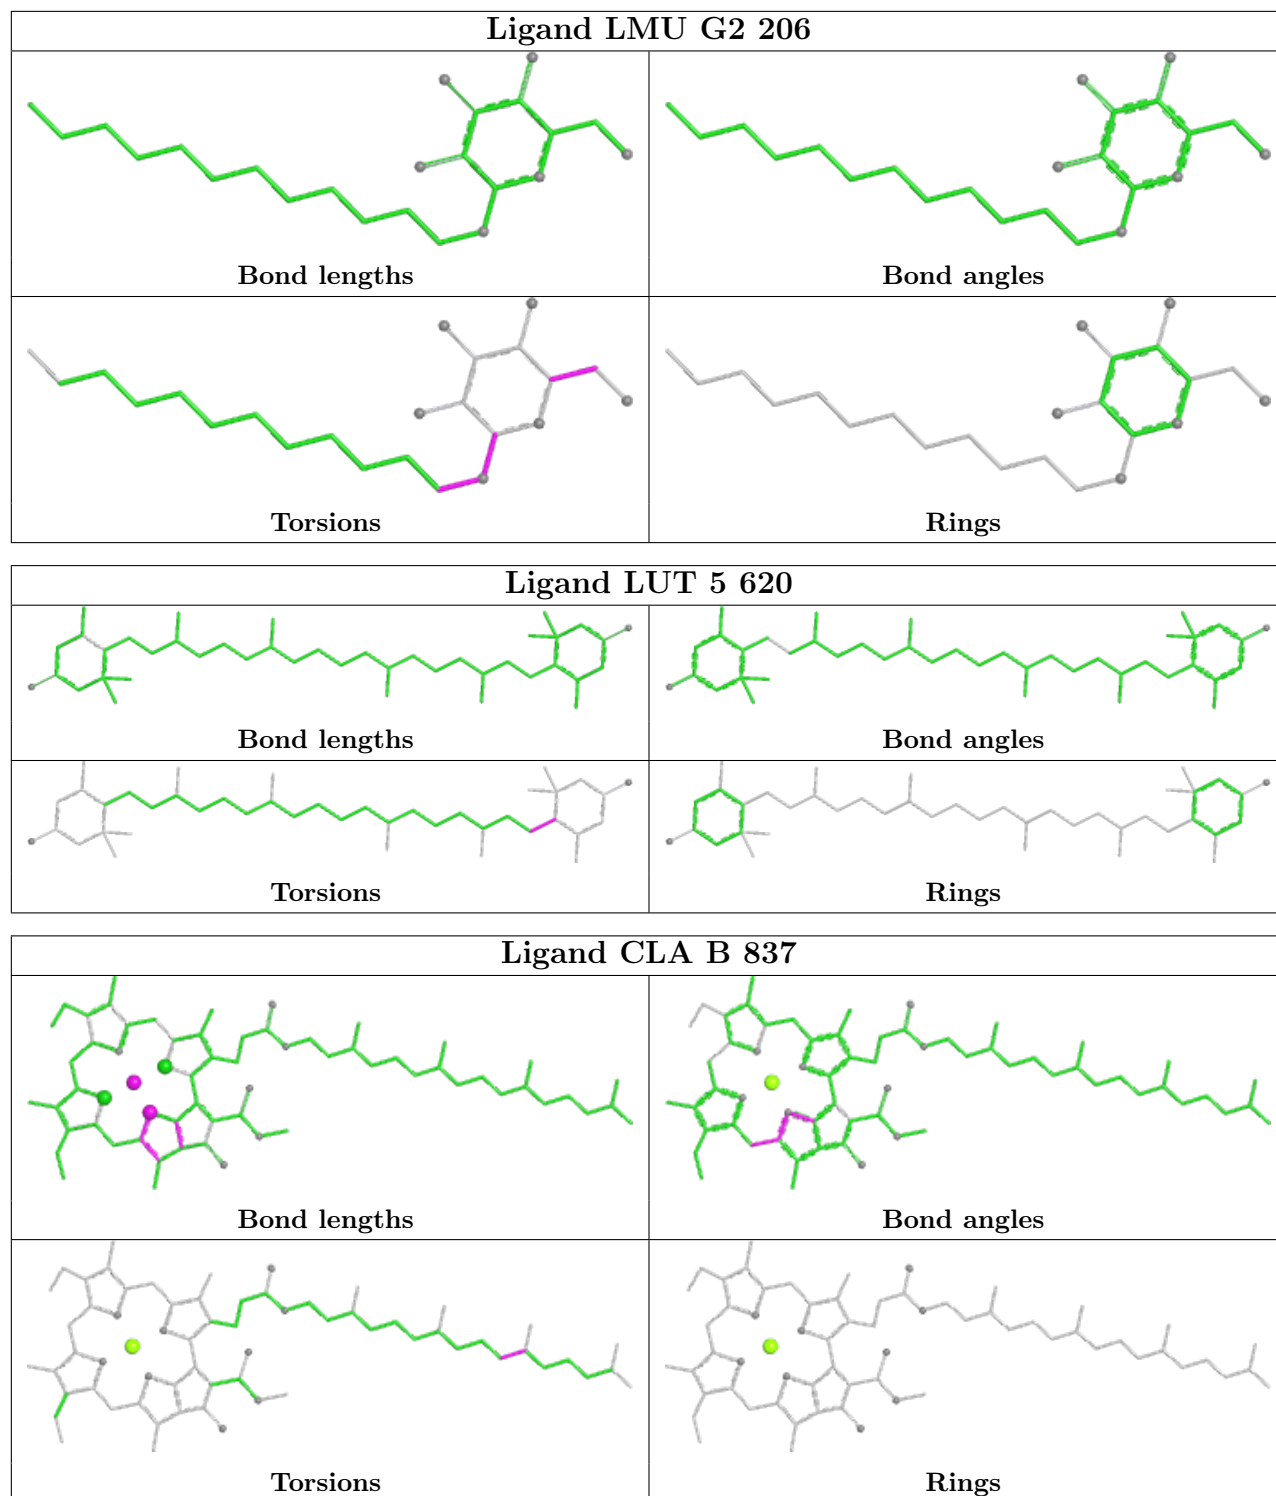 Ligand LMU G2 206
Bond lengths
Bond angles
Torsions
Rings
Ligand LUT 5 620
Bond lengths
Bond angles
Torsions
Rings
Ligand CLA B 837
Bond lengths
Bond angles
Torsions
Rings